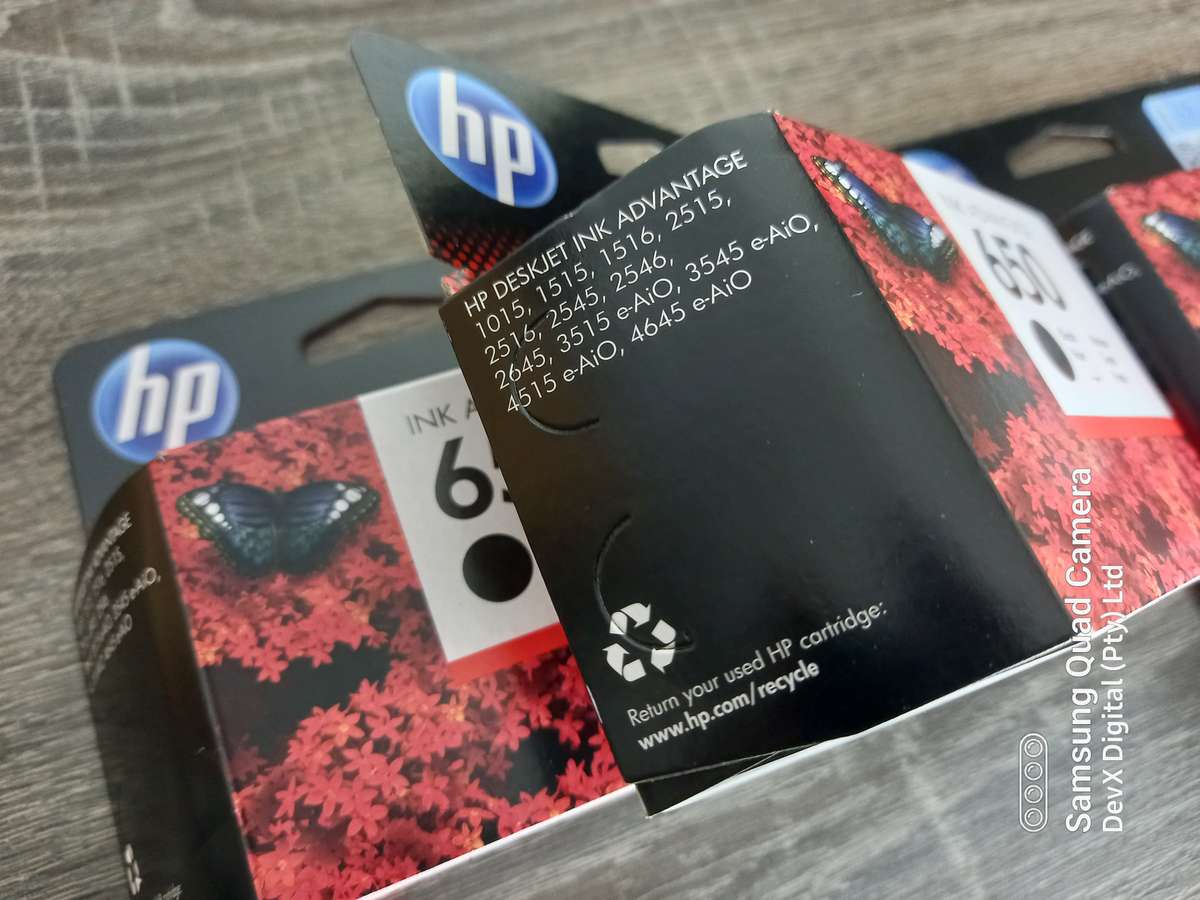 hp
HP DESKJET INK ADVANTAGE
1015, 1515, 1516, 2515,
2516, 2545, 2546,
2645, 3515 e-AiO, 3545 e-AiO,
4515 e-AiO, 4645 e-AiO
Return your used HP cartridge:
www.hp.com/recycle
hp
INK
650
Samsung Quad Camera
DevX Digital (Pty) Ltd